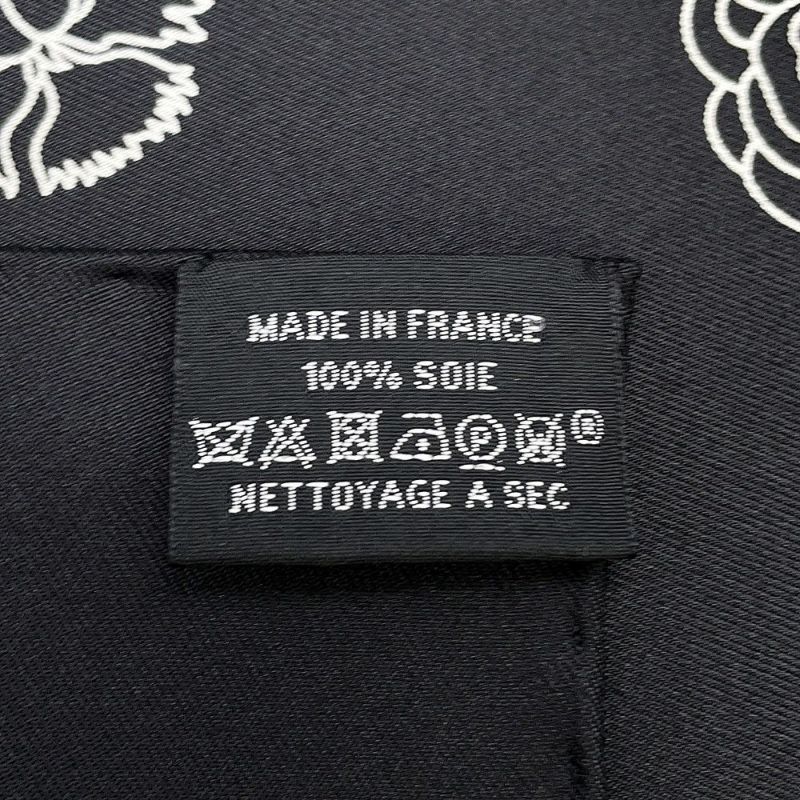 MADE IN FRANCE
100% SOIE
P W ®
NETTOYAGE A SEC